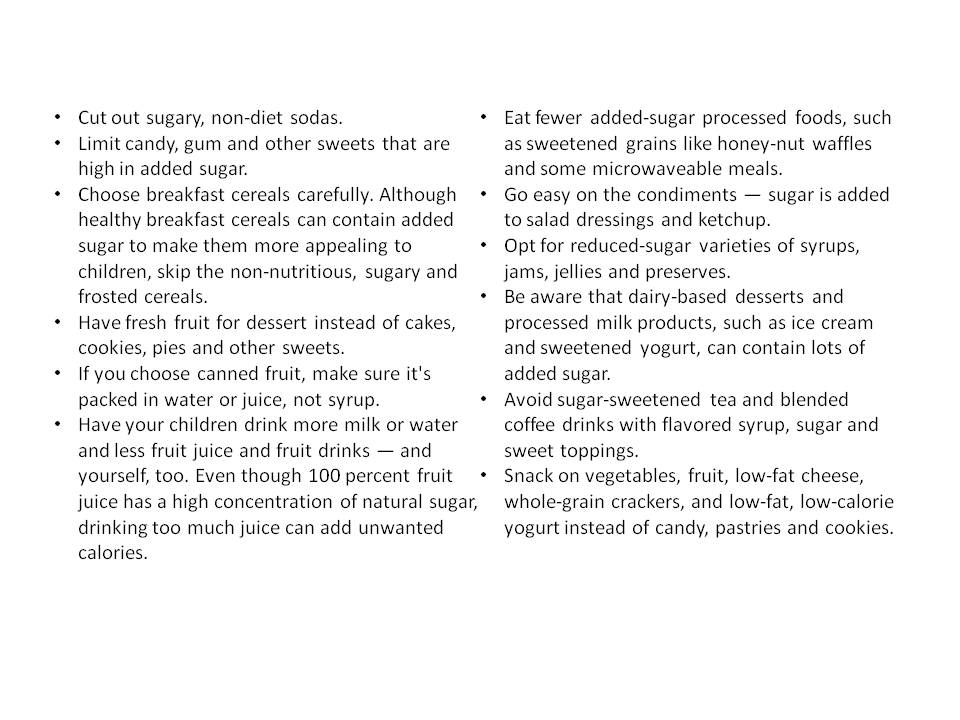 • Cut out sugary, non-diet sodas.
• Limit candy, gum and other sweets that are
high in added sugar.
• Choose breakfast cereals carefully. Although
healthy breakfast cereals can contain added
sugar to make them more appealing to
children, skip the non-nutritious, sugary and
frosted cereals.
• Have fresh fruit for dessert instead of cakes,
cookies, pies and other sweets.
• If you choose canned fruit, make sure it's
packed in water or juice, not syrup.
• Have your children drink more milk or water
and less fruit juice and fruit drinks — and
yourself, too. Even though 100 percent fruit
juice has a high concentration of natural sugar,
drinking too much juice can add unwanted
calories.
• Eat fewer added-sugar processed foods, such
as sweetened grains like honey-nut waffles
and some microwaveable meals.
• Go easy on the condiments — sugar is added
to salad dressings and ketchup.
• Opt for reduced-sugar varieties of syrups,
jams, jellies and preserves.
• Be aware that dairy-based desserts and
processed milk products, such as ice cream
and sweetened yogurt, can contain lots of
added sugar.
• Avoid sugar-sweetened tea and blended
coffee drinks with flavored syrup, sugar and
sweet toppings.
• Snack on vegetables, fruit, low-fat cheese,
whole-grain crackers, and low-fat, low-calorie
yogurt instead of candy, pastries and cookies.